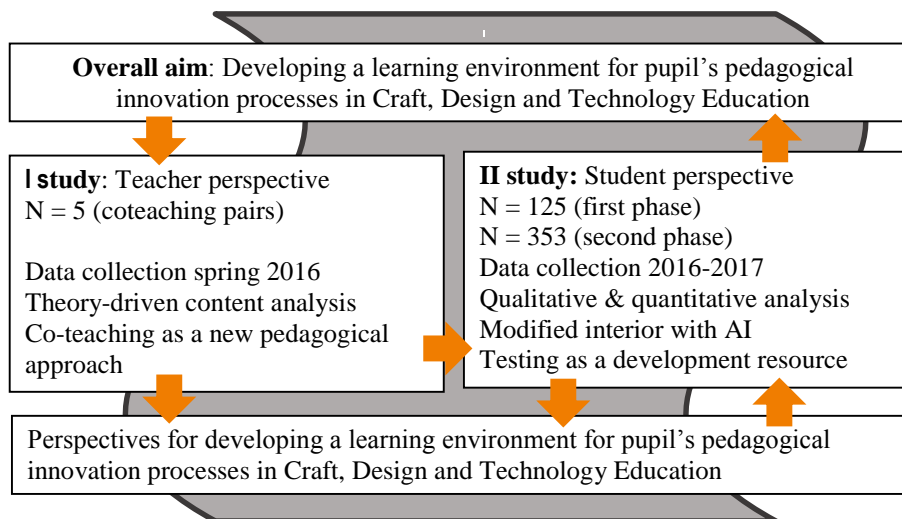 Overall aim: Developing a learning environment for pupil's pedagogical
innovation processes in Craft, Design and Technology Education
I study: Teacher perspective
N = 5 (coteaching pairs)
Data collection spring 2016
Theory-driven content analysis
Co-teaching as a new pedagogical
approach
II study: Student perspective
N = 125 (first phase)
N = 353 (second phase)
Data collection 2016-2017
Qualitative & quantitative analysis
Modified interior with AI
Testing as a development resource
Perspectives for developing a learning environment for pupil's pedagogical
innovation processes in Craft, Design and Technology Education